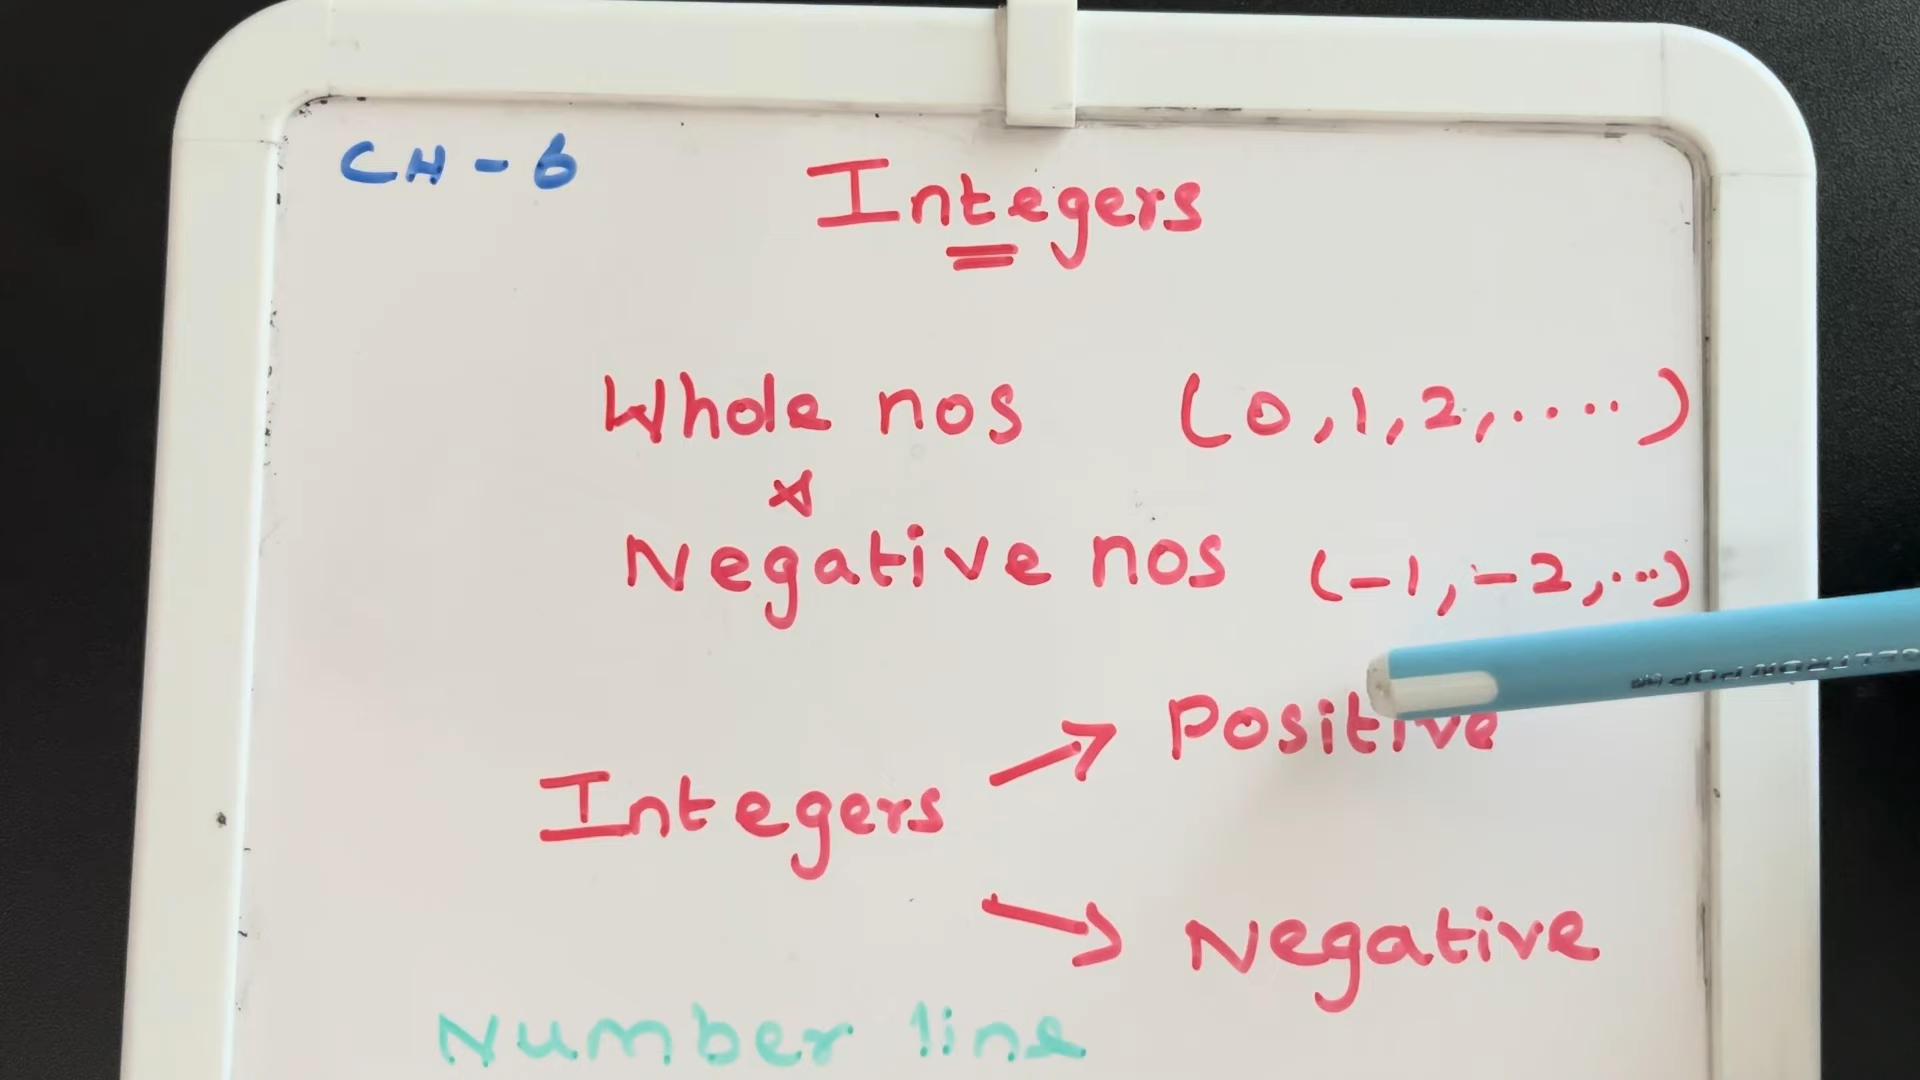 CH - 6
Integers
Whole nos (0, 1, 2, .....)
&
Negative nos (-1, -2, ...)
Positive
Integers
Negative
Number line